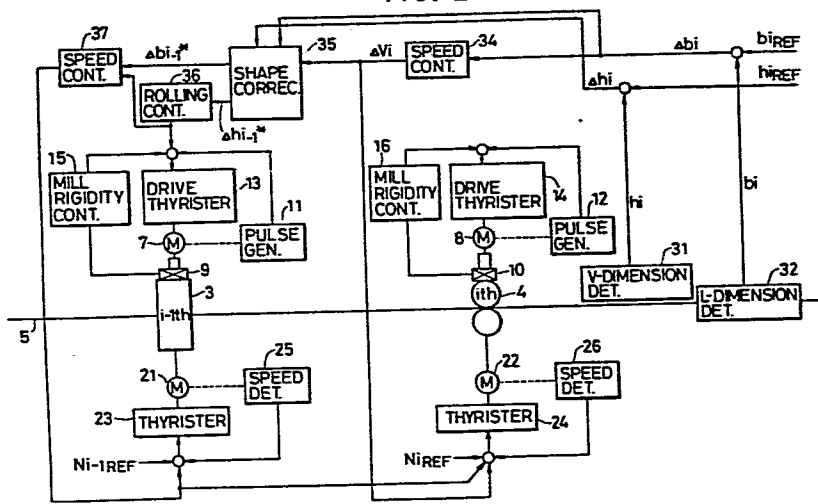 37
SPEED
CONT.
Δbi-1*
36
ROLLING
CONT.
Δhi-1*
35
SHAPE
CORREC.
ΔVi
34
SPEED
CONT.
Δbi
biREF
Δhi
hiREF
15
MILL
RIGIDITY
CONT.
DRIVE
THYRISTER
13
11
PULSE
GEN.
7
M
9
3
i-1th
5
16
MILL
RIGIDITY
CONT.
DRIVE
THYRISTER
14
12
PULSE
GEN.
8
M
10
ith
4
hi
bi
31
V-DIMENSION
DET.
32
L-DIMENSION
DET.
21
M
25
SPEED
DET.
23
THYRISTER
Ni-1REF
22
M
26
SPEED
DET.
THYRISTER
24
NiREF